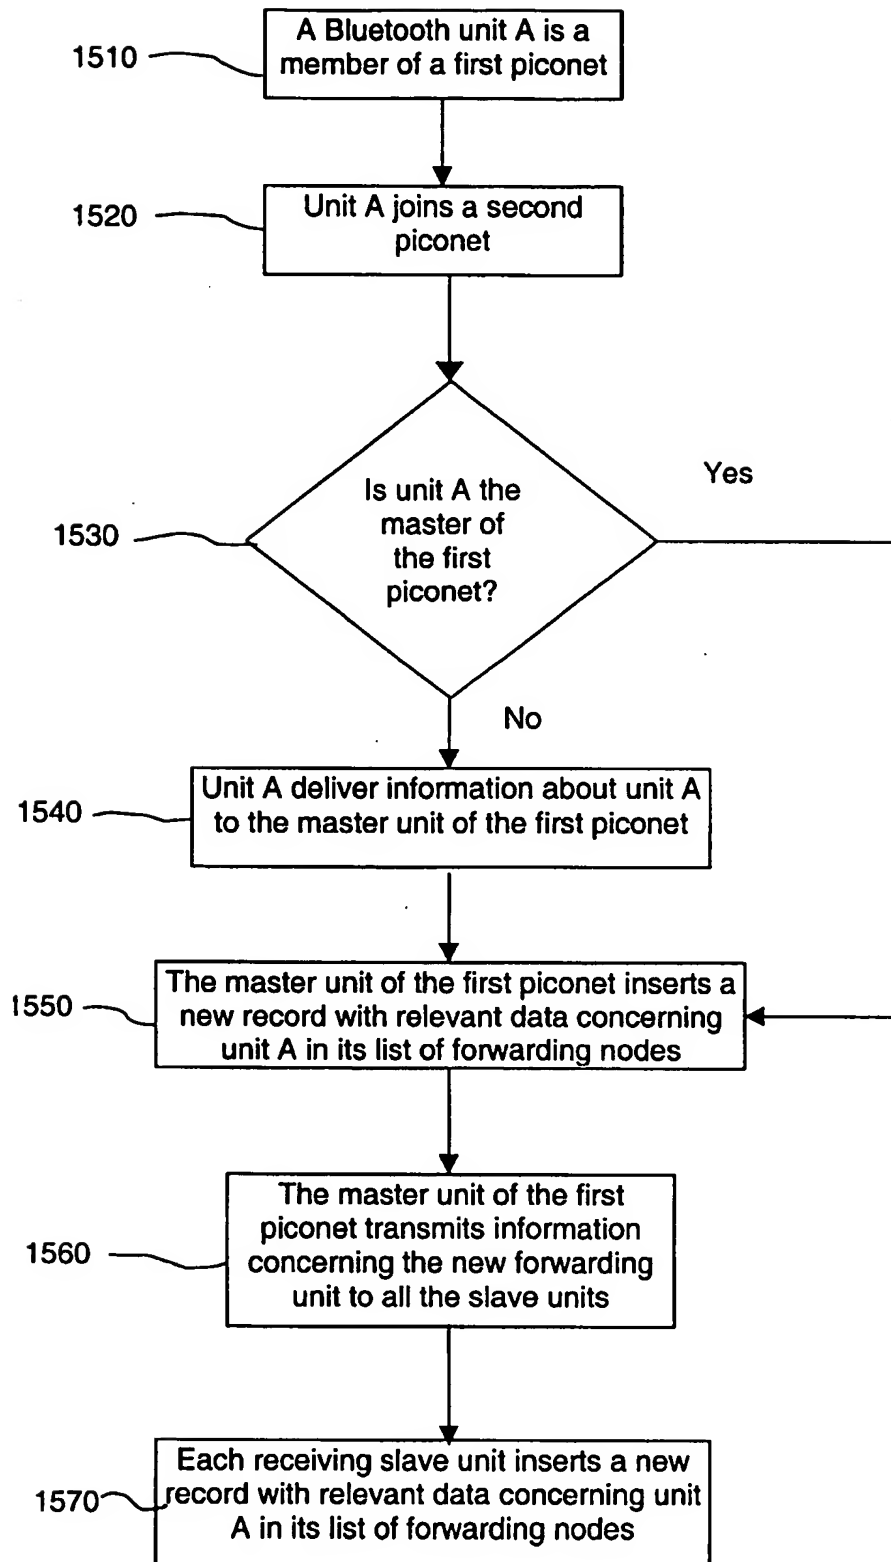 A Bluetooth unit A is a
member of a first piconet
1510
Unit A joins a second
piconet
1520
Yes
Is unit A the
master of
the first
piconet?
1530
No
Unit A deliver information about unit A
to the master unit of the first piconet
1540
The master unit of the first piconet inserts a
new record with relevant data concerning
unit A in its list of forwarding nodes
1550
The master unit of the first
piconet transmits information
concerning the new forwarding
unit to all the slave units
1560
Each receiving slave unit inserts a new
record with relevant data concerning unit
A in its list of forwarding nodes
1570